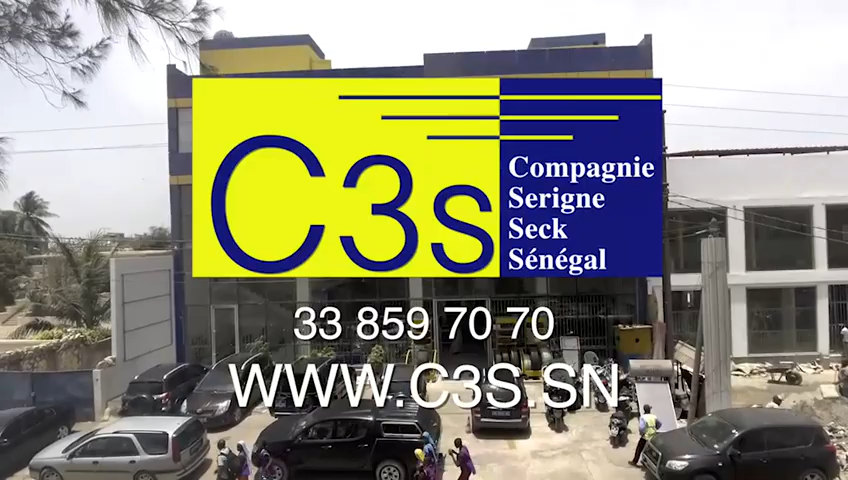 C3s
Compagnie
Serigne
Seck
Sénégal
33 859 70 70
WWW.C3S.SN